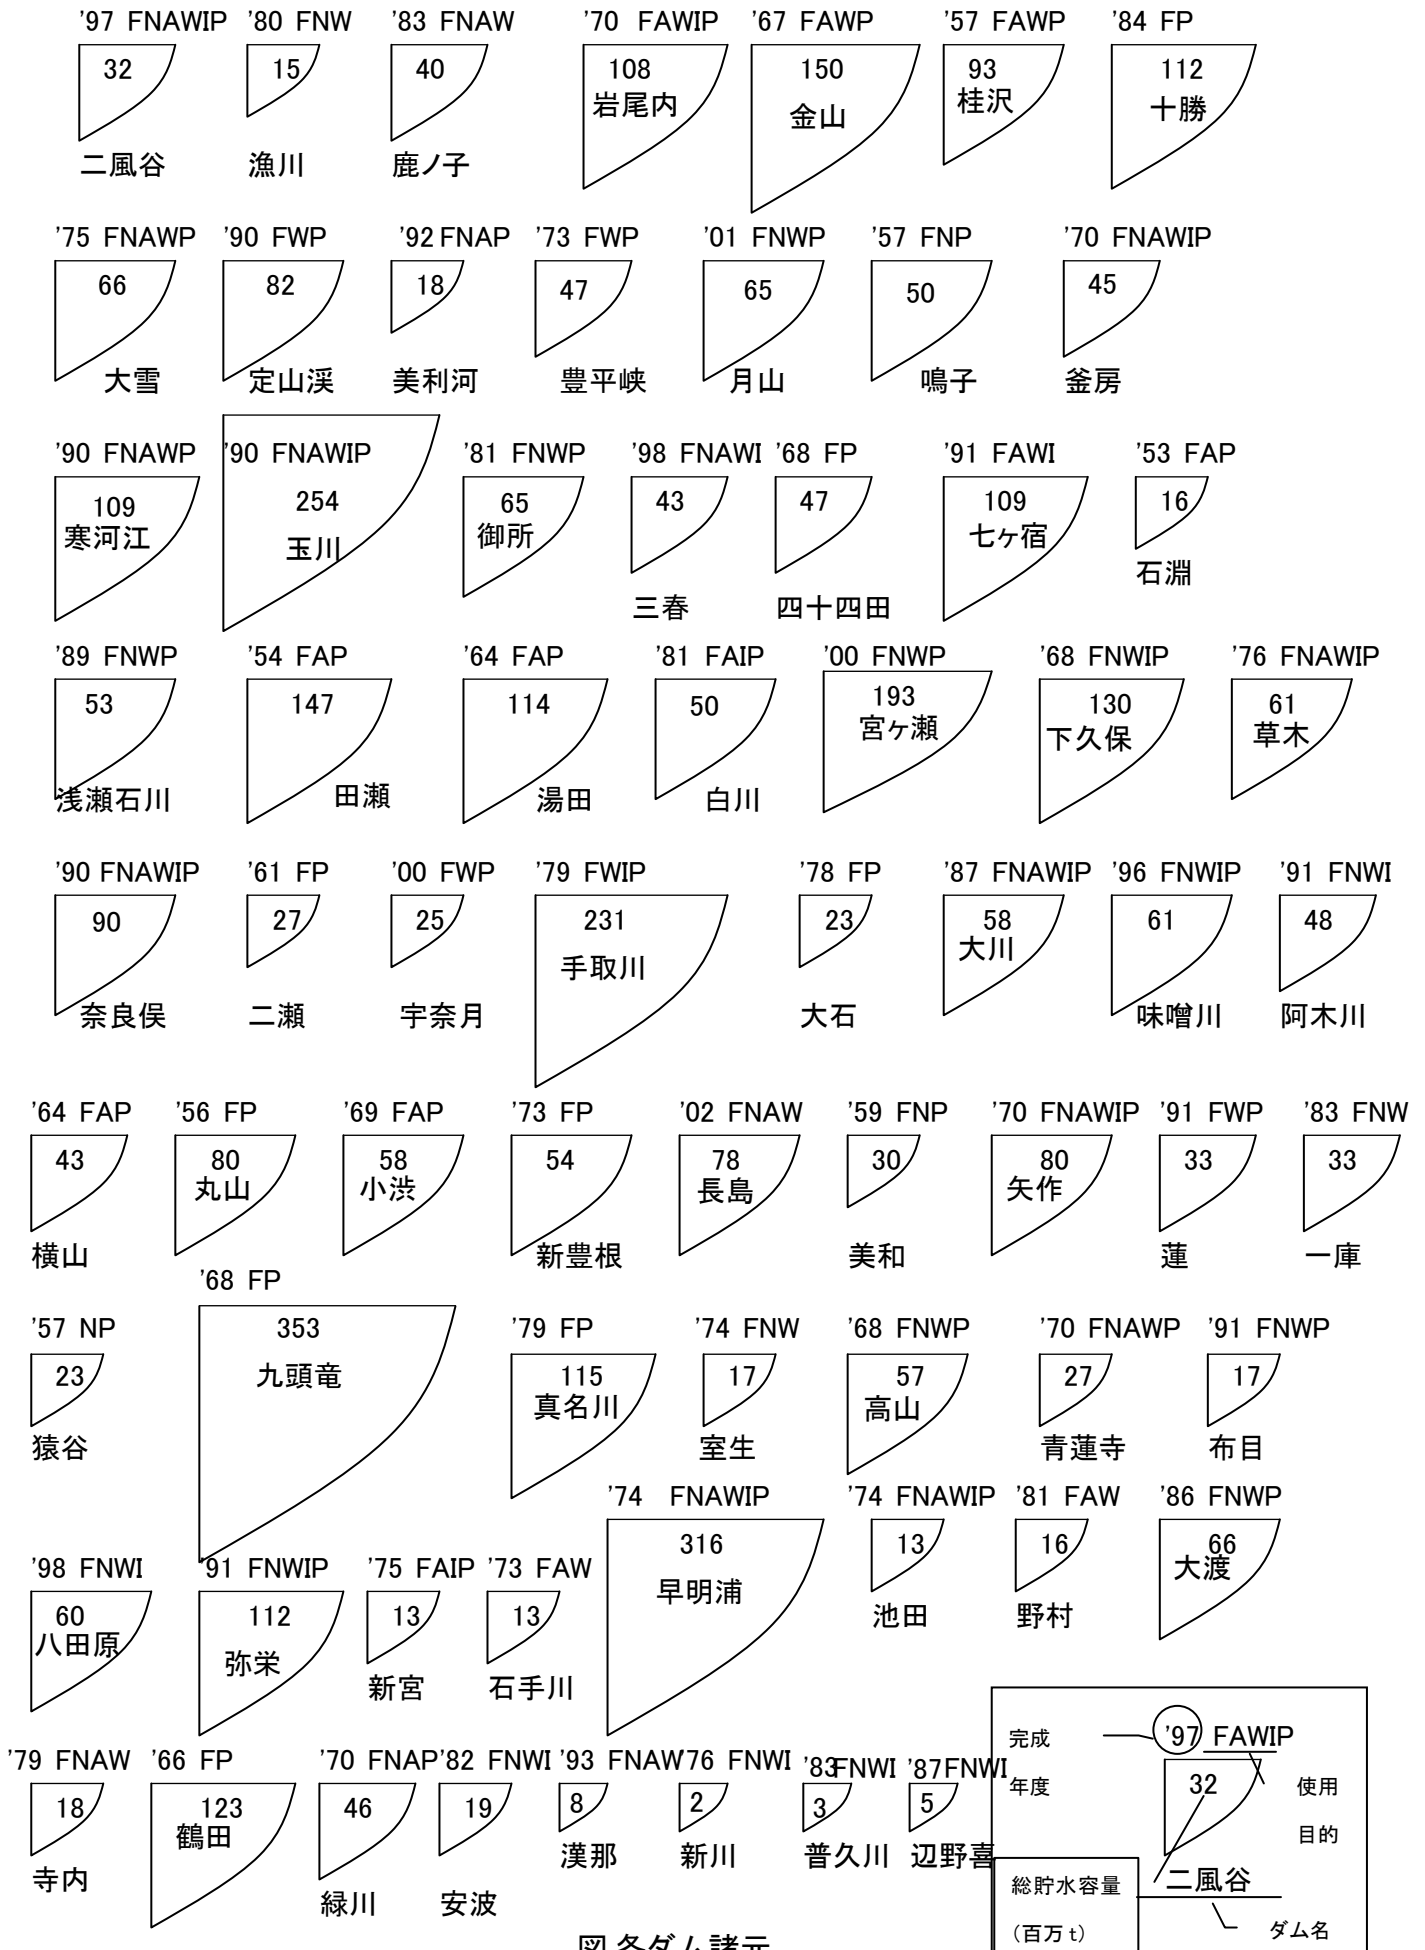 '97 FNAWIP '80 FNW '83 FNAW '70 FAWIP '67 FAWP '57 FAWP '84 FP
32 15 40 108 150 93 112
岩尾内 金山 桂沢 十勝
二風谷 漁川 鹿ノ子
'75 FNAWP '90 FWP '92 FNAP '73 FWP '01 FNWP '57 FNP '70 FNAWIP
66 82 18 47 65 50 45
大雪 定山渓 美利河 豊平峡 月山 鳴子 釜房
'90 FNAWP '90 FNAWIP '81 FNWP '98 FNAWI '68 FP '91 FAWI '53 FAP
109 254 65 43 47 109 16
寒河江 玉川 御所 七ヶ宿 石淵
三春 四十四田
'89 FNWP '54 FAP '64 FAP '81 FAIP '00 FNWP '68 FNWIP '76 FNAWIP
53 147 114 50 193 130 61
宮ヶ瀬 下久保 草木
浅瀬石川 田瀬 湯田 白川
'90 FNAWIP '61 FP '00 FWP '79 FWIP '78 FP '87 FNAWIP '96 FNWIP '91 FNWI
90 27 25 231 23 58 61 48
手取川 大川
奈良俣 二瀬 宇奈月 大石 味噌川 阿木川
'64 FAP '56 FP '69 FAP '73 FP '02 FNAW '59 FNP '70 FNAWIP '91 FWP '83 FNW
43 80 58 54 78 30 80 33 33
丸山 小渋 長島 矢作
横山 新豊根 美和 蓮 一庫
'68 FP
'57 NP 353 '79 FP '74 FNW '68 FNWP '70 FNAWP '91 FNWP
23 九頭竜 115 17 57 27 17
真名川 高山
猿谷 室生 青蓮寺 布目
'74 FNAWIP '74 FNAWIP '81 FAW '86 FNWP
316 13 16 66
早明浦 大渡
池田 野村
'98 FNWI '91 FNWIP '75 FAIP '73 FAW
60 112 13 13
八田原 弥栄
新宮 石手川
'79 FNAW '66 FP '70 FNAP '82 FNWI '93 FNAW '76 FNWI '83 FNWI '87 FNWI
18 123 46 19 8 2 3 5
鶴田
寺内 緑川 安波 漢那 新川 普久川 辺野喜
完成 '97 FAWIP
年度 32 使用
目的
総貯水容量 二風谷
(百万t) ダム名
図 各ダム諸元